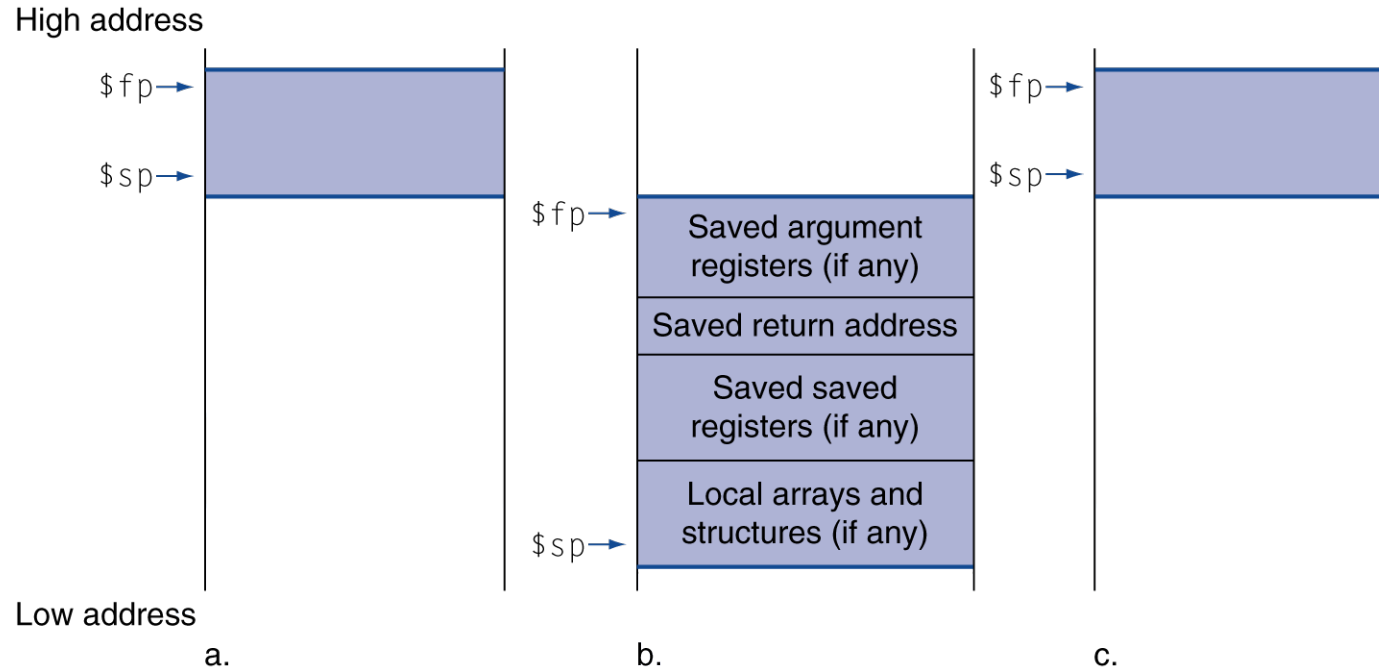 High address
$fp
$sp
$fp
Saved argument
registers (if any)
Saved return address
Saved saved
registers (if any)
Local arrays and
structures (if any)
$sp
$fp
$sp
Low address
a.
b.
c.